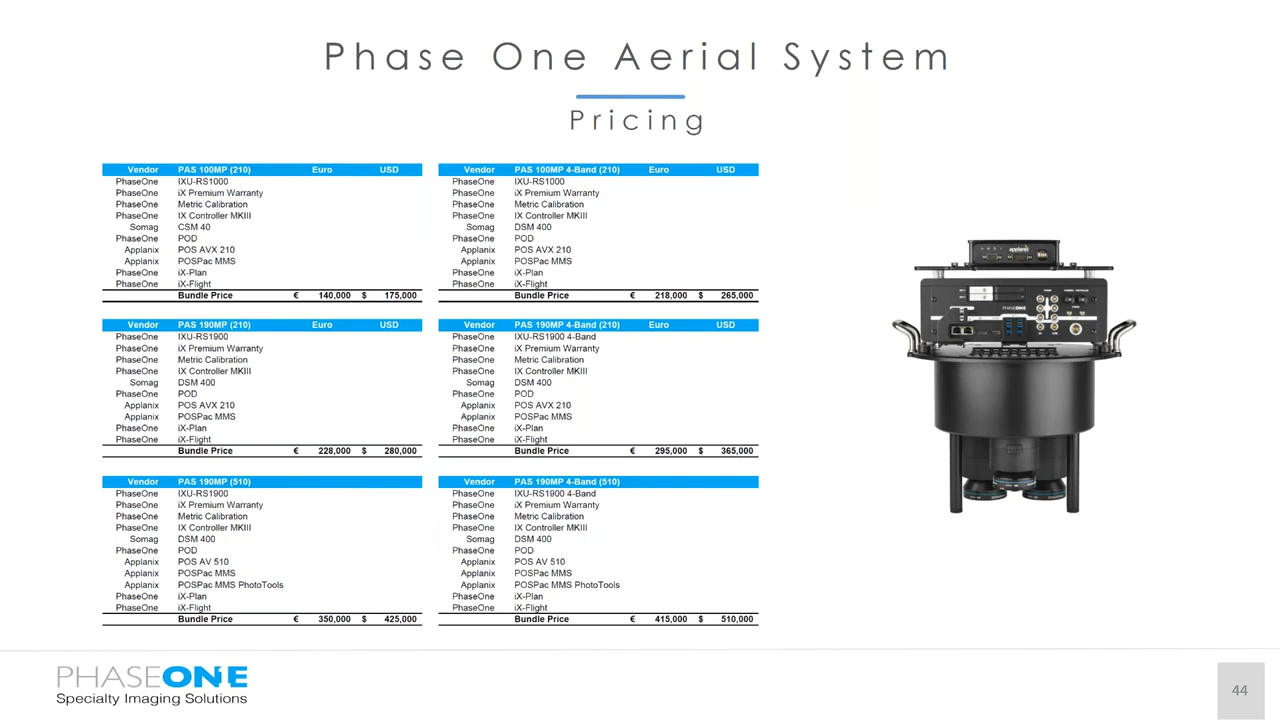 Phase One Aerial System
Pricing
Vendor PAS 100MP (210) Euro USD
PhaseOne IXU-RS1000
PhaseOne iX Premium Warranty
PhaseOne Metric Calibration
PhaseOne IX Controller MKIII
Somag CSM 40
PhaseOne POD
Applanix POS AVX 210
Applanix POSPac MMS
PhaseOne iX-Plan
PhaseOne iX-Flight
Bundle Price € 140,000 $ 175,000
Vendor PAS 100MP 4-Band (210) Euro USD
PhaseOne IXU-RS1000
PhaseOne iX Premium Warranty
PhaseOne Metric Calibration
PhaseOne IX Controller MKIII
Somag DSM 400
PhaseOne POD
Applanix POS AVX 210
Applanix POSPac MMS
PhaseOne iX-Plan
PhaseOne iX-Flight
Bundle Price € 218,000 $ 265,000
Vendor PAS 190MP (210) Euro USD
PhaseOne IXU-RS1900
PhaseOne iX Premium Warranty
PhaseOne Metric Calibration
PhaseOne IX Controller MKIII
Somag DSM 400
PhaseOne POD
Applanix POS AVX 210
Applanix POSPac MMS
PhaseOne iX-Plan
PhaseOne iX-Flight
Bundle Price € 228,000 $ 280,000
Vendor PAS 190MP 4-Band (210) Euro USD
PhaseOne IXU-RS1900 4-Band
PhaseOne iX Premium Warranty
PhaseOne Metric Calibration
PhaseOne IX Controller MKIII
Somag DSM 400
PhaseOne POD
Applanix POS AVX 210
Applanix POSPac MMS
PhaseOne iX-Plan
PhaseOne iX-Flight
Bundle Price € 295,000 $ 365,000
Vendor PAS 190MP (510)
PhaseOne IXU-RS1900
PhaseOne iX Premium Warranty
PhaseOne Metric Calibration
PhaseOne IX Controller MKIII
Somag DSM 400
PhaseOne POD
Applanix POS AV 510
Applanix POSPac MMS
Applanix POSPac MMS PhotoTools
PhaseOne iX-Plan
PhaseOne iX-Flight
Bundle Price € 350,000 $ 425,000
Vendor PAS 190MP 4-Band (510)
PhaseOne IXU-RS1900 4-Band
PhaseOne iX Premium Warranty
PhaseOne Metric Calibration
PhaseOne IX Controller MKIII
Somag DSM 400
PhaseOne POD
Applanix POS AV 510
Applanix POSPac MMS
Applanix POSPac MMS PhotoTools
PhaseOne iX-Plan
PhaseOne iX-Flight
Bundle Price € 415,000 $ 510,000
applanix
PHASEONE
PHASEONE
Specialty Imaging Solutions
44